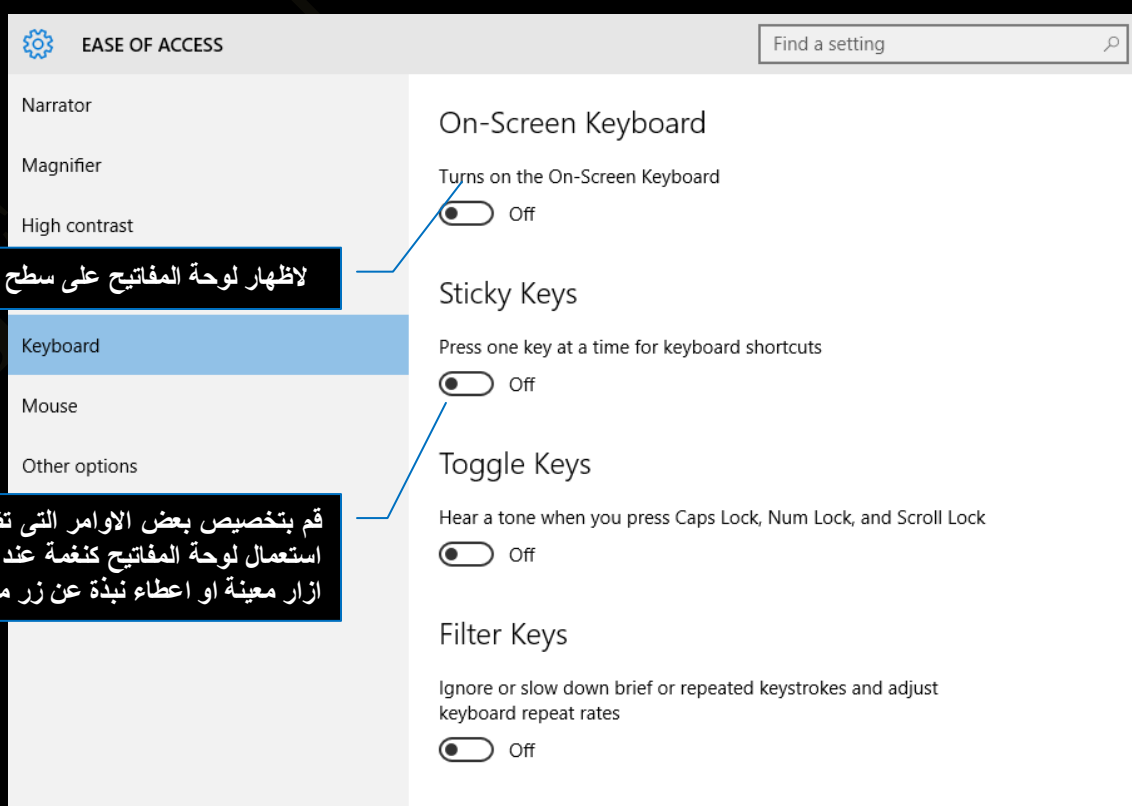 EASE OF ACCESS
Find a setting
Narrator
Magnifier
High contrast
لاظهار لوحة المفاتيح على سطح
Keyboard
Mouse
Other options
قم بتخصيص بعض الاوامر التى
استعمال لوحة المفاتيح كنغمة عند
ازار معينة او اعطاء نبذة عن زر
On-Screen Keyboard
Turns on the On-Screen Keyboard
Off
Sticky Keys
Press one key at a time for keyboard shortcuts
Off
Toggle Keys
Hear a tone when you press Caps Lock, Num Lock, and Scroll Lock
Off
Filter Keys
Ignore or slow down brief or repeated keystrokes and adjust
keyboard repeat rates
Off